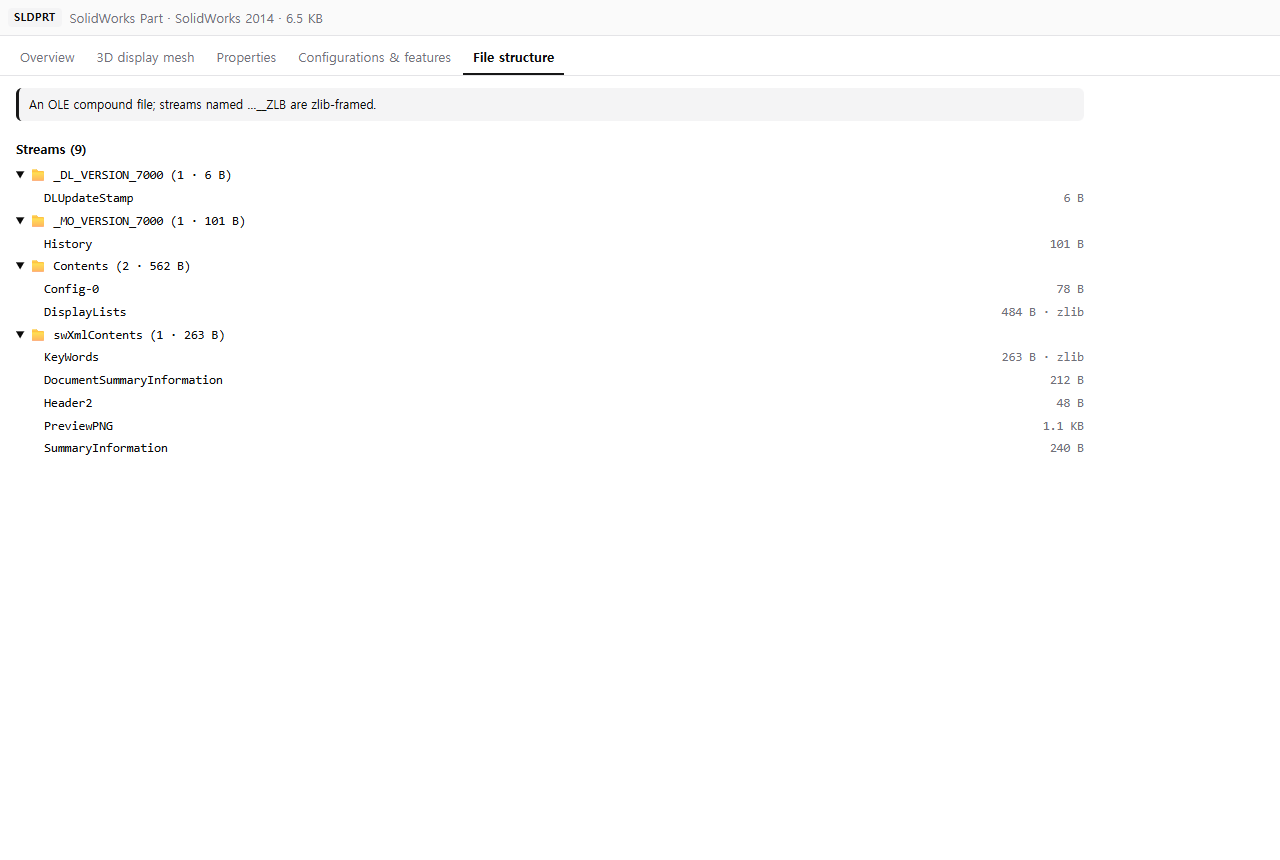 SLDPRT SolidWorks Part · SolidWorks 2014 · 6.5 KB
Overview 3D display mesh Properties Configurations & features File structure
An OLE compound file; streams named …__ZLB are zlib-framed.
Streams (9)
▼ _DL_VERSION_7000 (1 · 6 B)
DLUpdateStamp 6 B
▼ _MO_VERSION_7000 (1 · 101 B)
History 101 B
▼ Contents (2 · 562 B)
Config-0 78 B
DisplayLists 484 B · zlib
▼ swXmlContents (1 · 263 B)
KeyWords 263 B · zlib
DocumentSummaryInformation 212 B
Header2 48 B
PreviewPNG 1.1 KB
SummaryInformation 240 B